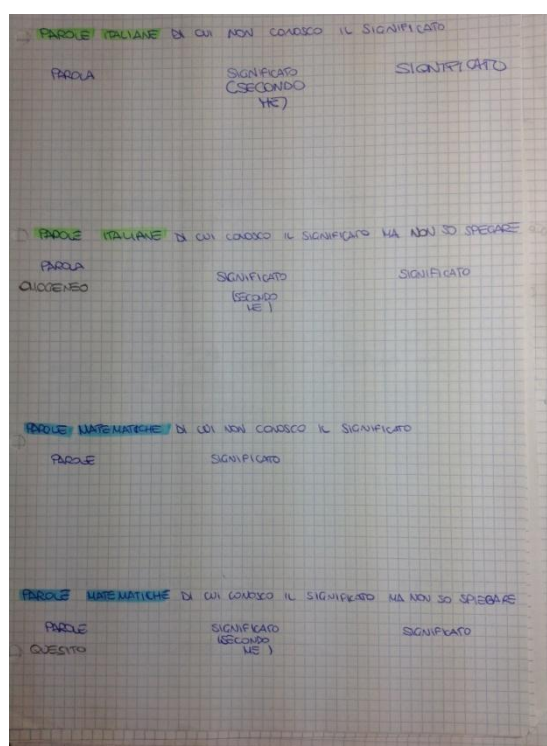 PAROLE ITALIANE DI CUI NON CONOSCO IL SIGNIFICATO
PAROLA SIGNIFICATO SIGNIFICATO
(SECONDO
ME)
PAROLE ITALIANE DI CUI CONOSCO IL SIGNIFICATO MA NON SO SPEGARE
PAROLA SIGNIFICATO SIGNIFICATO
(SECONDO
ME)
PAROLE MATEMATICHE DI CUI NON CONOSCO IL SIGNIFICATO
PAROLE SIGNIFICATO
PAROLE MATEMATICHE DI CUI CONOSCO IL SIGNIFICATO MA NON SO SPIEGARE
PAROLE SIGNIFICATO SIGNIFICATO
(SECONDO
ME)
QUESITO